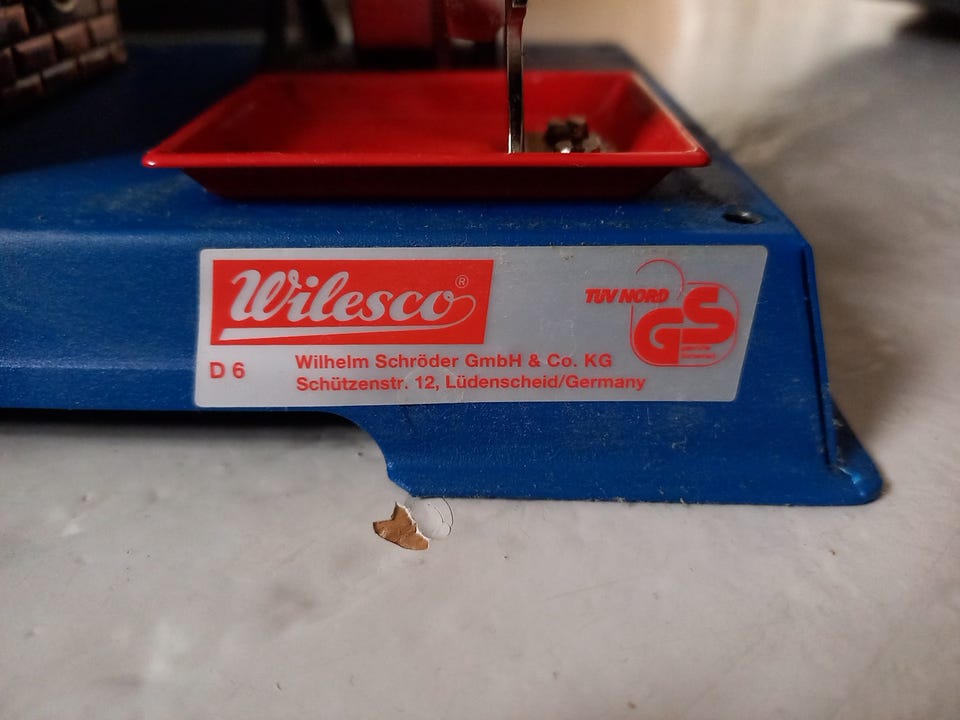 Wilesco®
TÜV NORD
GS
D 6
Wilhelm Schröder GmbH & Co. KG
Schützenstr. 12, Lüdenscheid/Germany